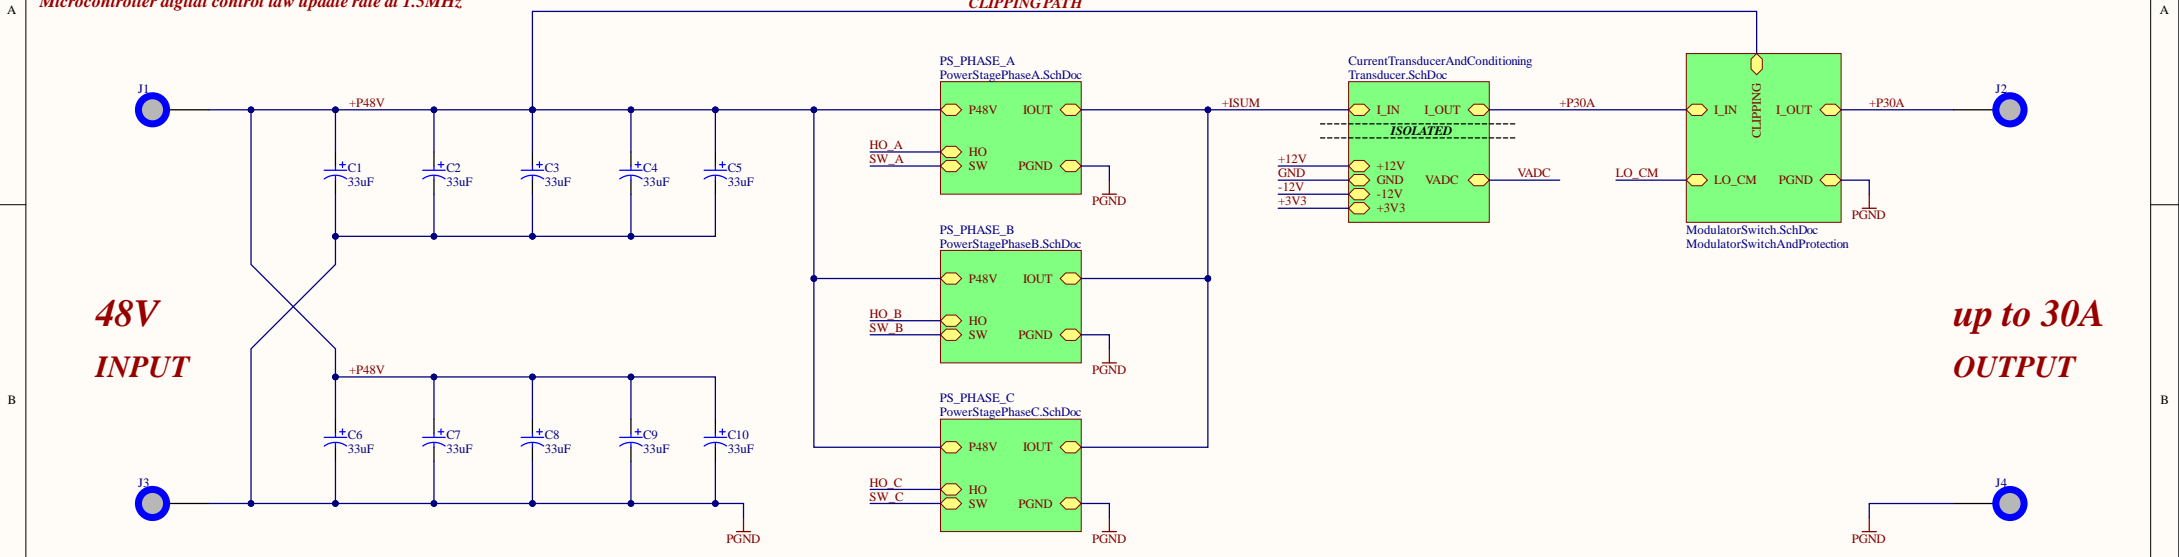 Microcontroller digital control law update rate at 1.5MHz
CLIPPING PATH
A
A
J1
+P48V
C1
33uF
C2
33uF
C3
33uF
C4
33uF
C5
33uF
PS_PHASE_A
PowerStagePhaseA.SchDoc
P48V
IOUT
HO_A
HO
SW_A
SW
PGND
PGND
+ISUM
CurrentTransducerAndConditioning
Transducer.SchDoc
I_IN
I_OUT
ISOLATED
+12V
+12V
GND
GND
-12V
-12V
+3V3
+3V3
VADC
VADC
+P30A
I_IN
CLIPPING
I_OUT
LO_CM
LO_CM
PGND
PGND
ModulatorSwitch.SchDoc
ModulatorSwitchAndProtection
+P30A
J2
PS_PHASE_B
PowerStagePhaseB.SchDoc
P48V
IOUT
HO_B
HO
SW_B
SW
PGND
PGND
48V
INPUT
up to 30A
OUTPUT
B
B
+P48V
C6
33uF
C7
33uF
C8
33uF
C9
33uF
C10
33uF
PS_PHASE_C
PowerStagePhaseC.SchDoc
P48V
IOUT
HO_C
HO
SW_C
SW
PGND
PGND
J3
PGND
J4
PGND